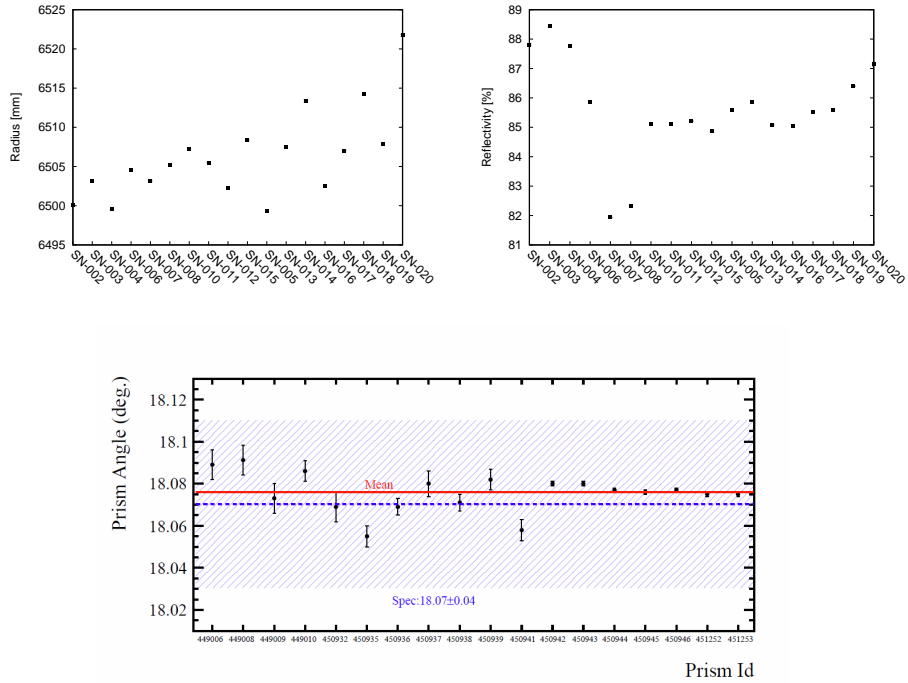 6525
6520
6515
6510
6505
6500
6495
Radius [mm]
SN-002
SN-003
SN-004
SN-006
SN-007
SN-008
SN-010
SN-011
SN-012
SN-015
SN-005
SN-013
SN-014
SN-016
SN-017
SN-018
SN-019
SN-020
89
88
87
86
85
84
83
82
81
Reflectivity [%]
SN-002
SN-003
SN-004
SN-006
SN-007
SN-008
SN-010
SN-011
SN-012
SN-015
SN-005
SN-013
SN-014
SN-016
SN-017
SN-018
SN-019
SN-020
Prism Angle (deg.)
18.12
18.1
18.08
18.06
18.04
18.02
Mean
Spec:18.07±0.04
449006 449008 449009 449010 450932 450935 450936 450937 450938 450939 450941 450942 450943 450944 450945 450946 451252 451253
Prism Id